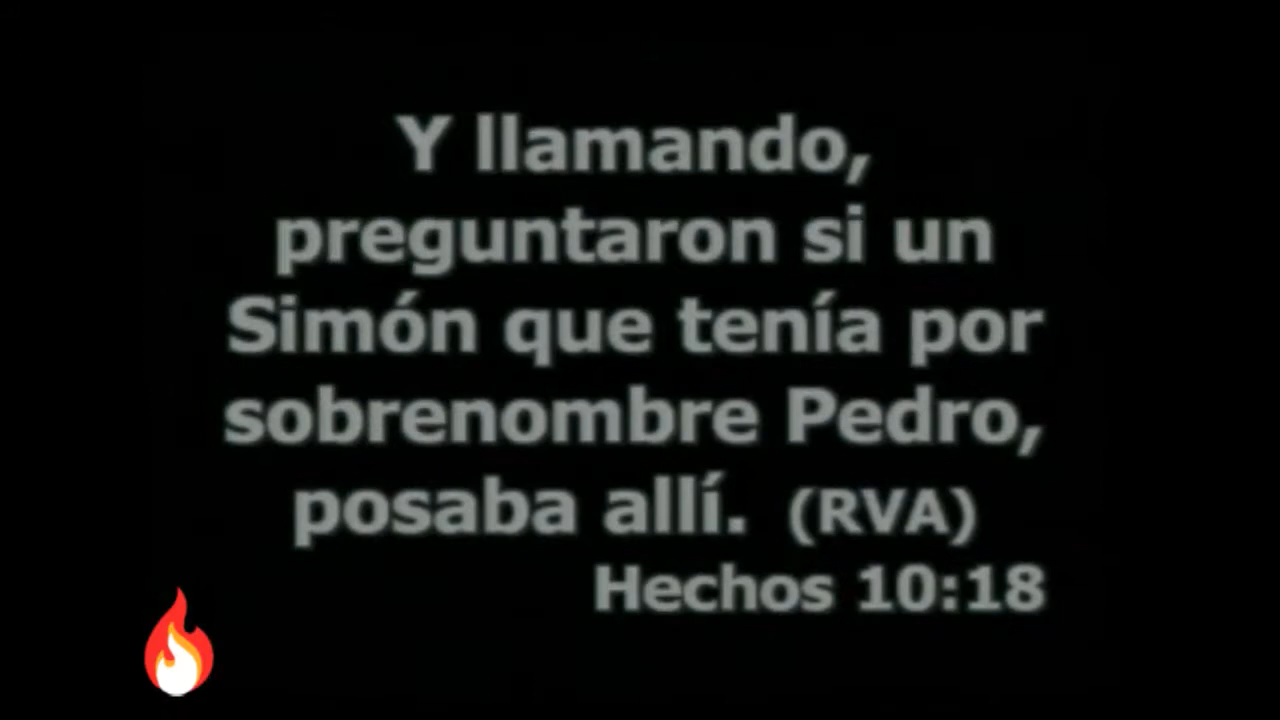 Y llamando,
preguntaron si un
Simón que tenía por
sobrenombre Pedro,
posaba allí. (RVA)
Hechos 10:18